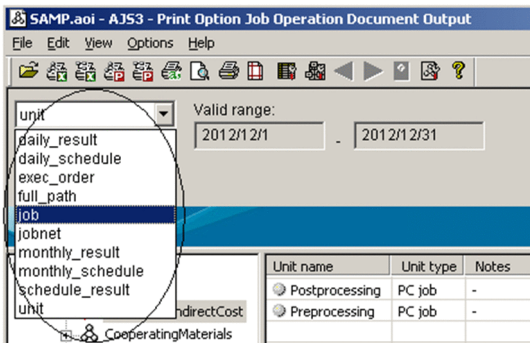 SAMP.aoi - AJS3 - Print Option Job Operation Document Output
File Edit View Options Help
unit
Valid range:
2012/12/1 - 2012/12/31
daily_result
daily_schedule
exec_order
full_path
job
jobnet
monthly_result
monthly_schedule
schedule_result
unit
Unit name Unit type Notes
Postprocessing PC job -
Preprocessing PC job -
ndirectCost
CooperatingMaterials